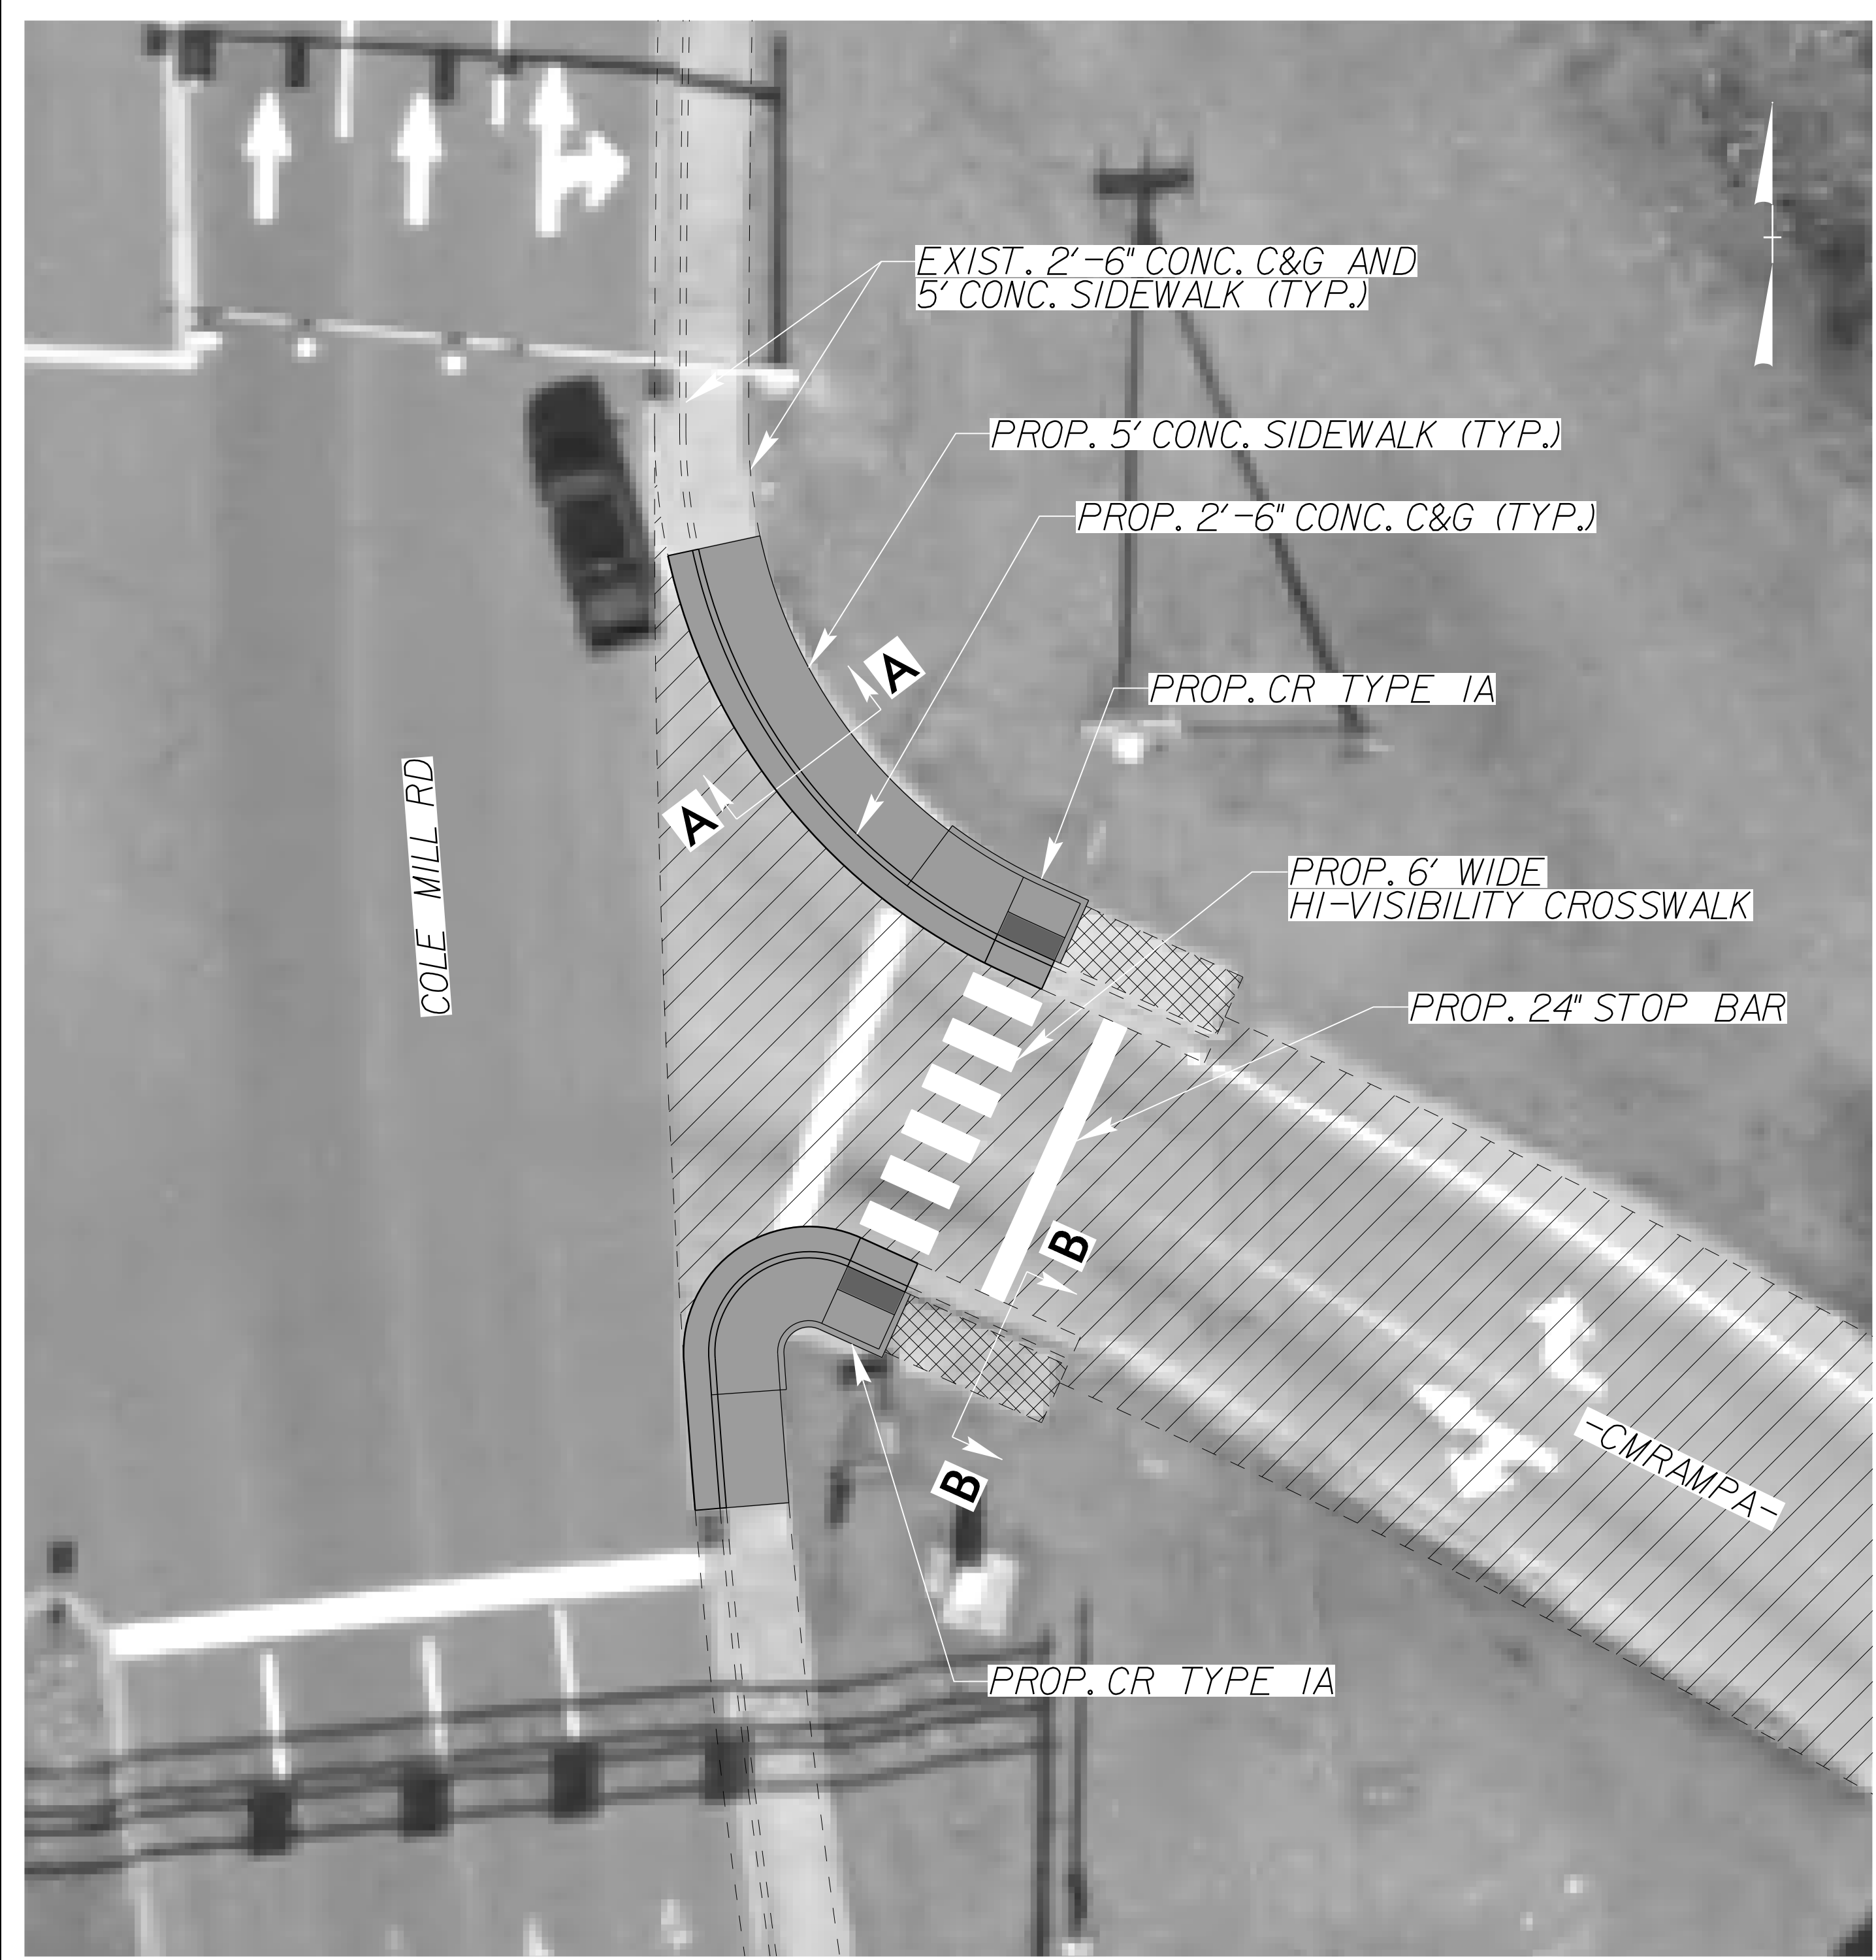 EXIST. 2'-6" CONC. C&G AND
5' CONC. SIDEWALK (TYP.)
PROP. 5' CONC. SIDEWALK (TYP.)
PROP. 2'-6" CONC. C&G (TYP.)
A
PROP. CR TYPE 1A
A
COLE MILL RD
PROP. 6' WIDE
HI-VISIBILITY CROSSWALK
PROP. 24" STOP BAR
B
-CMRAMPA-
B
PROP. CR TYPE 1A